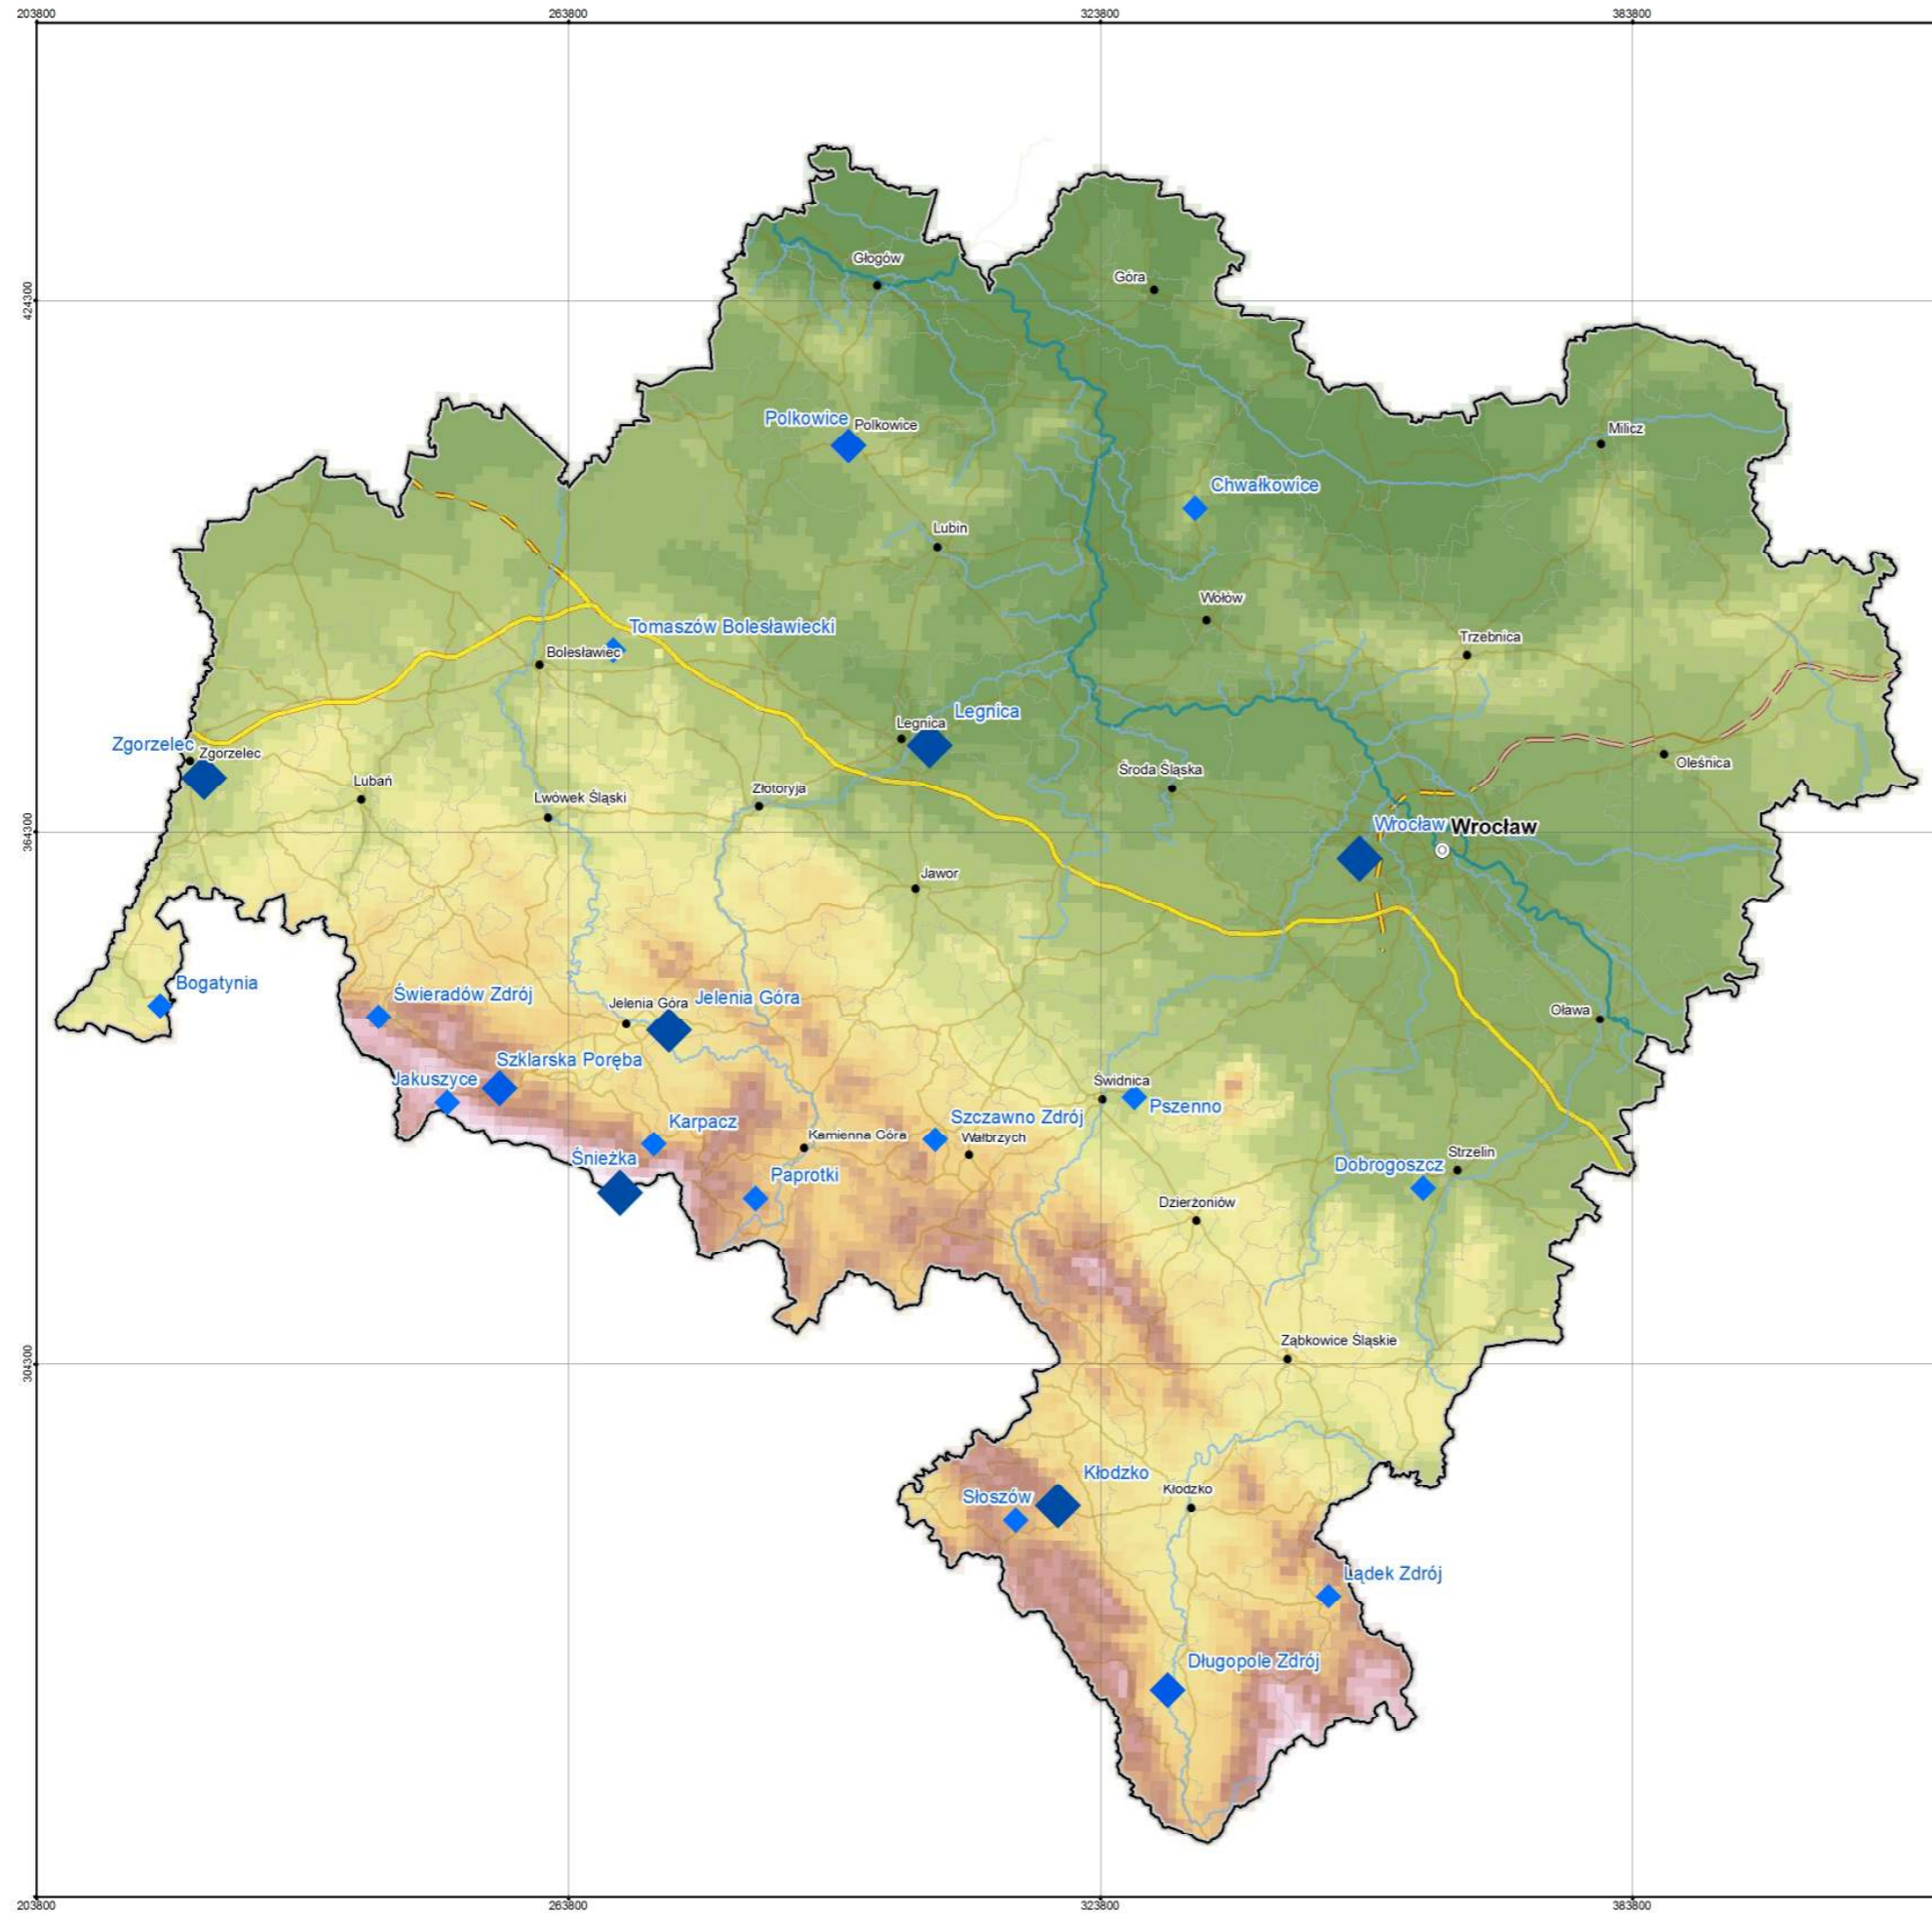 203800
263800
323800
383800
424300
Głogów
Góra
Polkowice
Polkowice
Milicz
Chwałkowice
Lubin
Wołów
Tomaszów Bolesławiecki
Bolesławiec
Trzebnica
Legnica
Legnica
Zgorzelec
Zgorzelec
Oleśnica
Środa Śląska
Lubań
Złotoryja
Lwówek Śląski
364300
Wrocław
Wrocław
Jawor
Bogatynia
Świeradów Zdrój
Jelenia Góra
Jelenia Góra
Oława
Szklarska Poręba
Jakuszyce
Świdnica
Pszenno
Karpacz
Szczawno Zdrój
Kamienna Góra
Wałbrzych
Śnieżka
Paprotki
Strzelin
Dobrogoszcz
Dzierżoniów
Ząbkowice Śląskie
304300
Kłodzko
Kłodzko
Słoszów
Lądek Zdrój
Długopole Zdrój
203800
263800
323800
383800